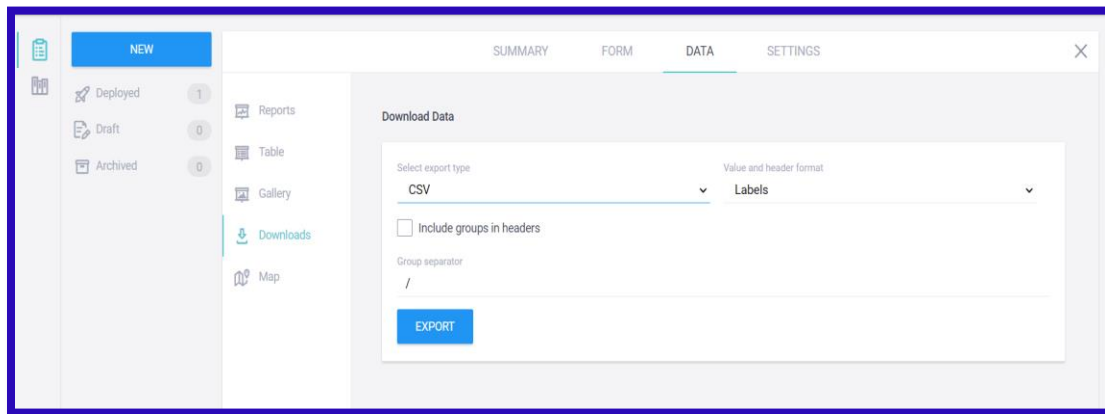 NEW
SUMMARY FORM DATA SETTINGS
Deployed 1
Draft 0
Archived 0
Reports
Table
Gallery
Downloads
Map
Download Data
Select export type
CSV
Value and header format
Labels
Include groups in headers
Group separator
/
EXPORT